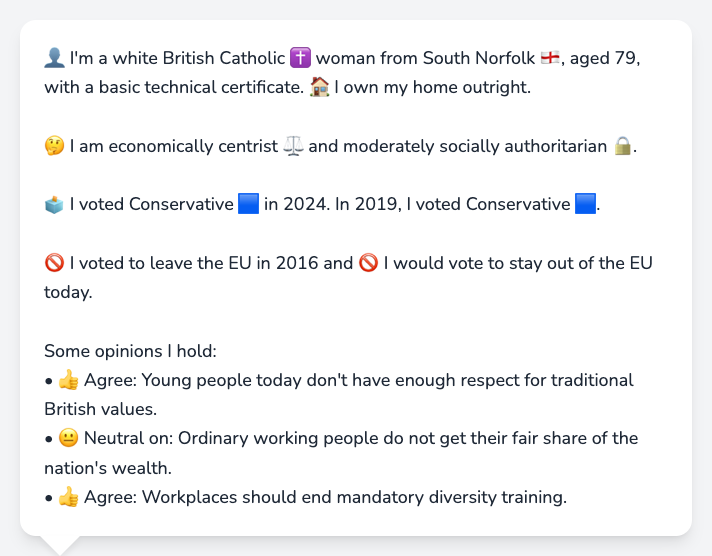 👤 I'm a white British Catholic ✝️ woman from South Norfolk 🏴󠁧󠁢󠁥󠁮󠁧󠁿, aged 79,
with a basic technical certificate. 🏠 I own my home outright.
🤔 I am economically centrist ⚖️ and moderately socially authoritarian 🔒.
🗳️ I voted Conservative 🟦 in 2024. In 2019, I voted Conservative 🟦.
🚫 I voted to leave the EU in 2016 and 🚫 I would vote to stay out of the EU
today.
Some opinions I hold:
• 👍 Agree: Young people today don't have enough respect for traditional
British values.
• 😐 Neutral on: Ordinary working people do not get their fair share of the
nation's wealth.
• 👍 Agree: Workplaces should end mandatory diversity training.